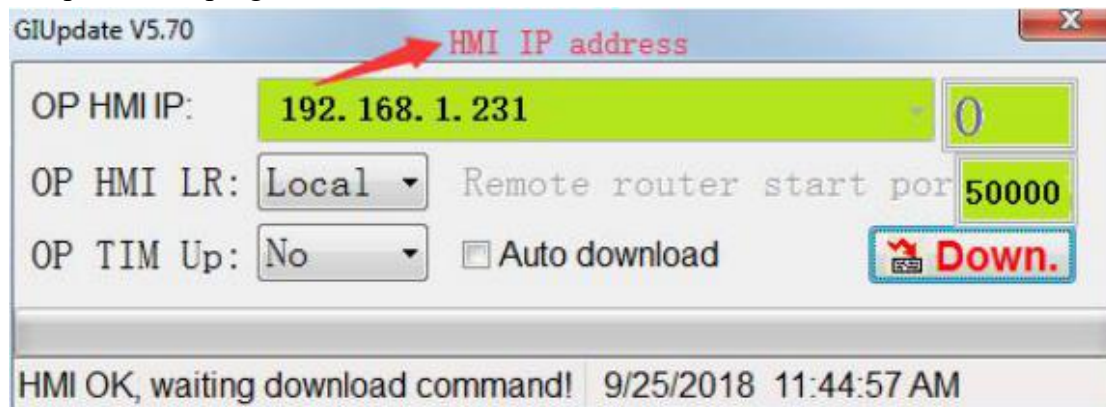 GIUpdate V5.70
HMI IP address
OP HMI IP: 192.168.1.231 0
OP HMI LR: Local Remote router start por 50000
OP TIM Up: No Auto download Down.
HMI OK, waiting download command! 9/25/2018 11:44:57 AM